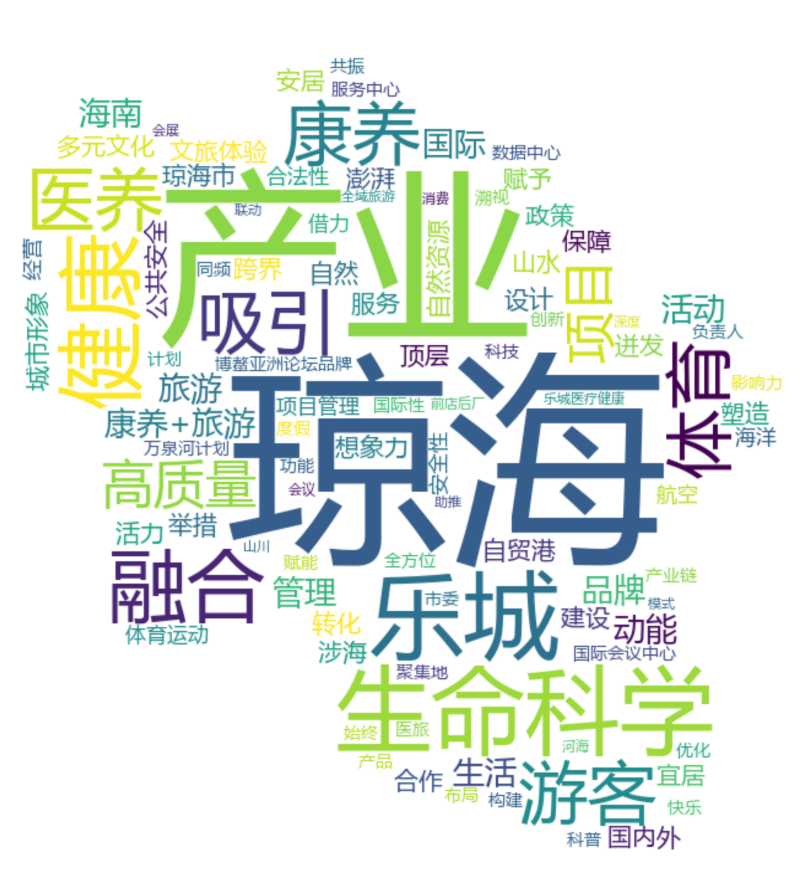 共振
安居
服务中心
海南
会展
康养
国际
多元文化
文旅体验
数据中心
医养
琼海市
合法性
澎湃
赋予
产业
全域旅游
消费
溯视
联动
借力
政策
公共安全
自然资源
保障
经营
健康
同频
跨界
自然
山水
项目
吸引
服务
设计
城市形象
活动
创新
深度
负责人
计划
博鳌亚洲论坛品牌
顶层
科技
迸发
体育
旅游
琼海
影响力
康养+旅游
项目管理
国际性
前店后厂
乐城医疗健康
塑造
万泉河计划
度假
想象力
安全性
海洋
高质量
功能
会议
助推
航空
活力
举措
山川
自贸港
融合
赋能
全方位
管理
乐城
市委
品牌
产业链
模式
体育运动
转化
建设
动能
涉海
聚集地
国际会议中心
生命科学
始终
医旅
河海
优化
产品
合作
生活
游客
宜居
布局
构建
快乐
科普
国内外